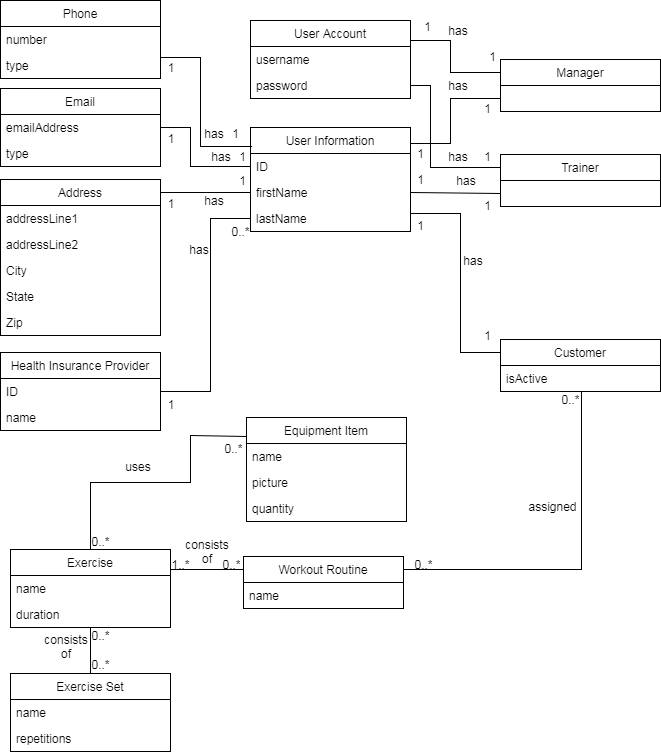 Phone
number
type
Email
emailAddress
type
Address
addressLine1
addressLine2
City
State
Zip
Health Insurance Provider
ID
name
User Account
username
password
User Information
ID
firstName
lastName
Manager
Trainer
Customer
isActive
Equipment Item
name
picture
quantity
Exercise
name
duration
Workout Routine
name
Exercise Set
name
repetitions
1
has
1
1
has
1
1
has
1
1
has
0..*
1
has
1
has
1
1
has
1
1
has
1
1
has
1
0..*
assigned
0..*
0..*
uses
0..*
consists
of
1..*
0..*
consists
of
0..*
0..*